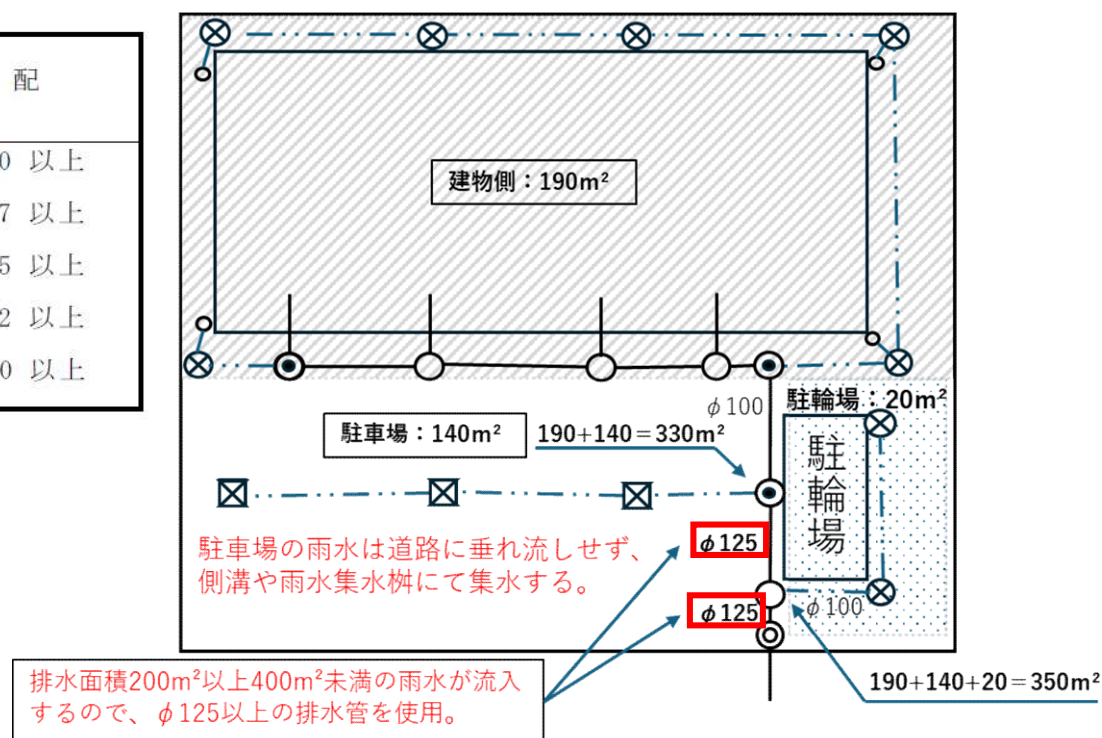 配
0 以上
7 以上
5 以上
2 以上
0 以上
建物側：190m²
φ100
駐輪場：20m²
駐車場：140m²
190+140＝330m²
駐輪場
φ125
駐車場の雨水は道路に垂れ流しせず、
側溝や雨水集水桝にて集水する。
φ125
φ100
排水面積200m²以上400m²未満の雨水が流入
するので、φ125以上の排水管を使用。
190+140+20＝350m²